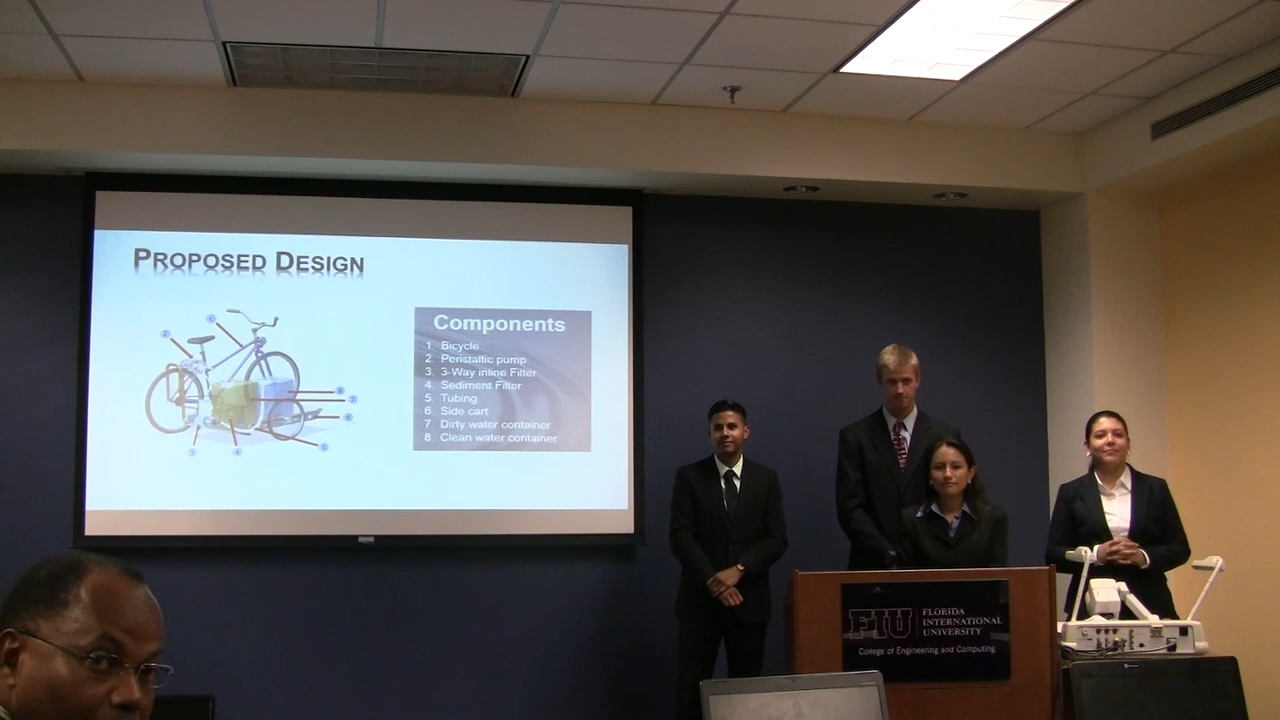 PROPOSED DESIGN
Components
1. Bicycle
2. Peristaltic pump
3. 3-Way inline Filter
4. Sediment Filter
5. Tubing
6. Side cart
7. Dirty water container
8. Clean water container
FIU
FLORIDA
INTERNATIONAL
UNIVERSITY
College of Engineering and Computing